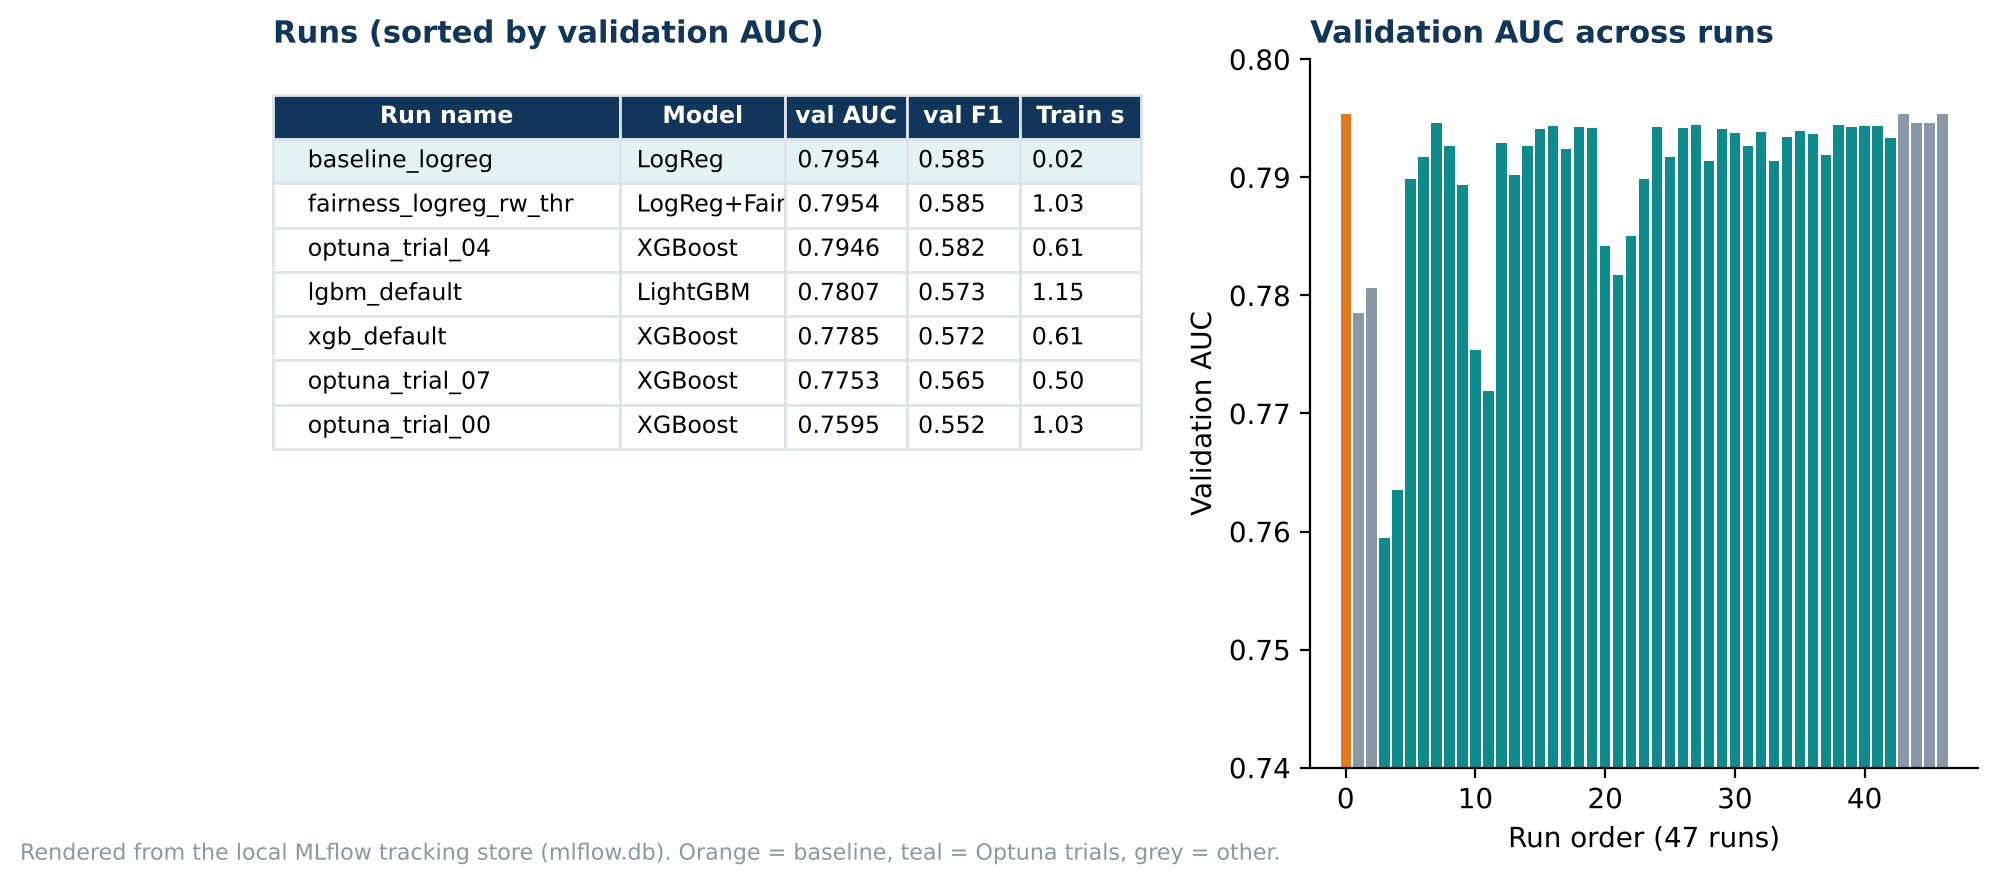 Runs (sorted by validation AUC)
Run name Model val AUC val F1 Train s
baseline_logreg LogReg 0.7954 0.585 0.02
fairness_logreg_rw_thr LogReg+Fair 0.7954 0.585 1.03
optuna_trial_04 XGBoost 0.7946 0.582 0.61
lgbm_default LightGBM 0.7807 0.573 1.15
xgb_default XGBoost 0.7785 0.572 0.61
optuna_trial_07 XGBoost 0.7753 0.565 0.50
optuna_trial_00 XGBoost 0.7595 0.552 1.03
Validation AUC across runs
0.80
0.79
0.78
0.77
0.76
0.75
0.74
Validation AUC
0 10 20 30 40
Run order (47 runs)
Rendered from the local MLflow tracking store (mlflow.db). Orange = baseline, teal = Optuna trials, grey = other.